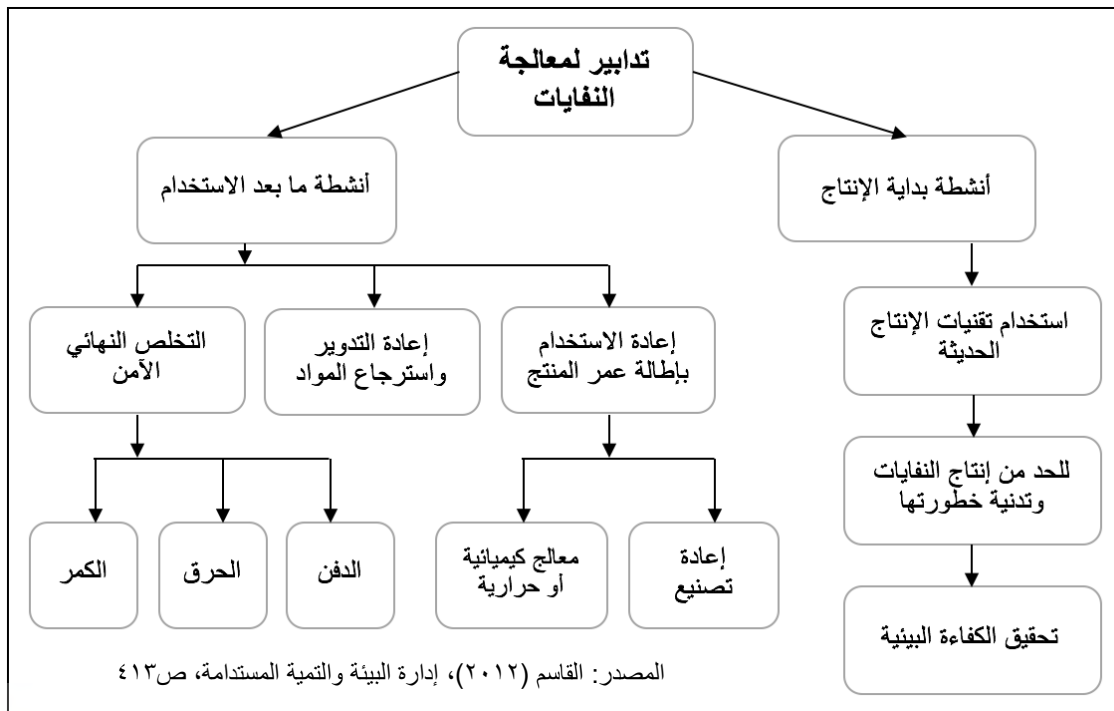 تدابير لمعالجة
النفايات
أنشطة بداية الإنتاج
أنشطة ما بعد الاستخدام
استخدام تقنيات الإنتاج
الحديثة
إعادة الاستخدام
بإطالة عمر المنتج
إعادة التدوير
واسترجاع المواد
التخلص النهائي
الآمن
للحد من إنتاج النفايات
وتدنية خطورتها
إعادة
تصنيع
معالج كيميائية
أو حرارية
الدفن
الحرق
الكمر
تحقيق الكفاءة البيئية
المصدر: القاسم (٢٠١٢)، إدارة البيئة والتمية المستدامة، ص٤١٣